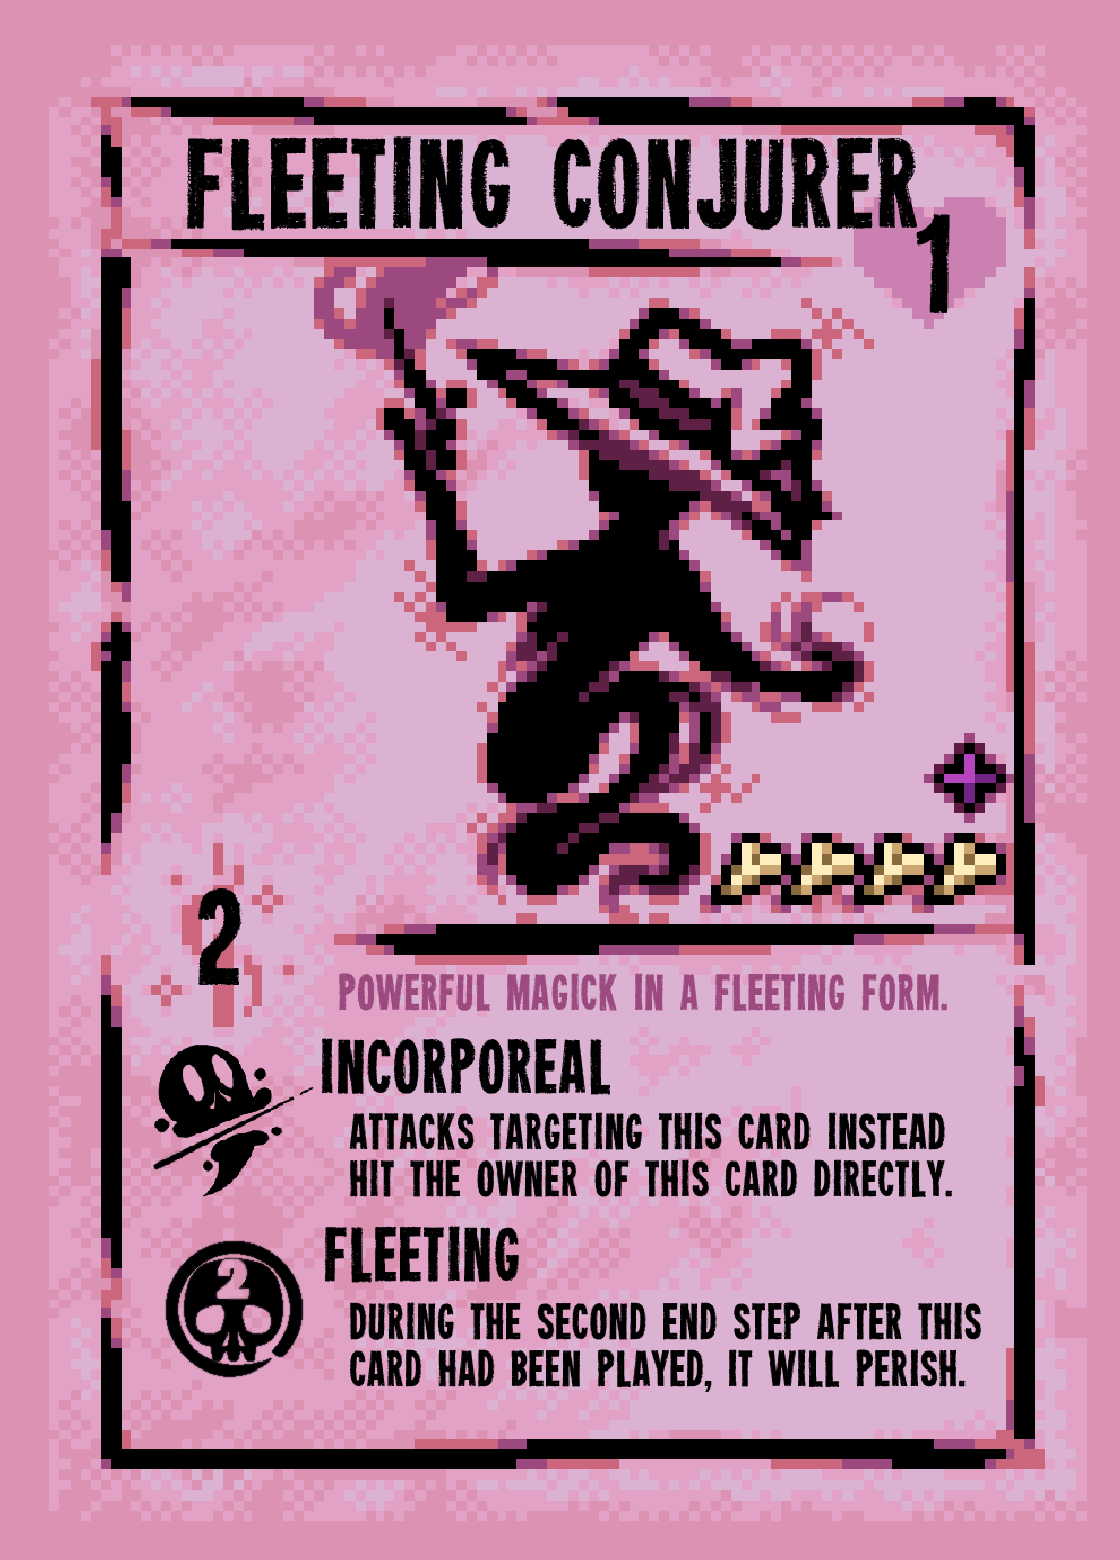 FLEETING CONJURER
1
2
POWERFUL MAGICK IN A FLEETING FORM.
INCORPOREAL
ATTACKS TARGETING THIS CARD INSTEAD
HIT THE OWNER OF THIS CARD DIRECTLY.
2
FLEETING
DURING THE SECOND END STEP AFTER THIS
CARD HAD BEEN PLAYED, IT WILL PERISH.